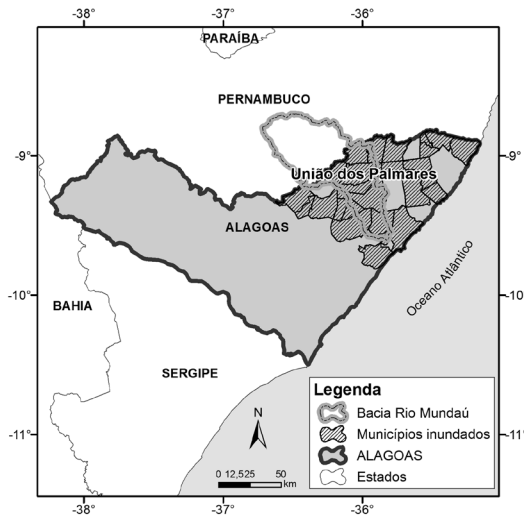 -38° -37° -36°
PARAÍBA
PERNAMBUCO
-9° -9°
União dos Palmares
ALAGOAS
Oceano Atlântico
-10° -10
BAHIA
SERGIPE
Legenda
Bacia Rio Mundaú
Municípios inundados
ALAGOAS
Estados
N
-11° -11°
0 12,525 50
km
-38° -37° -36°